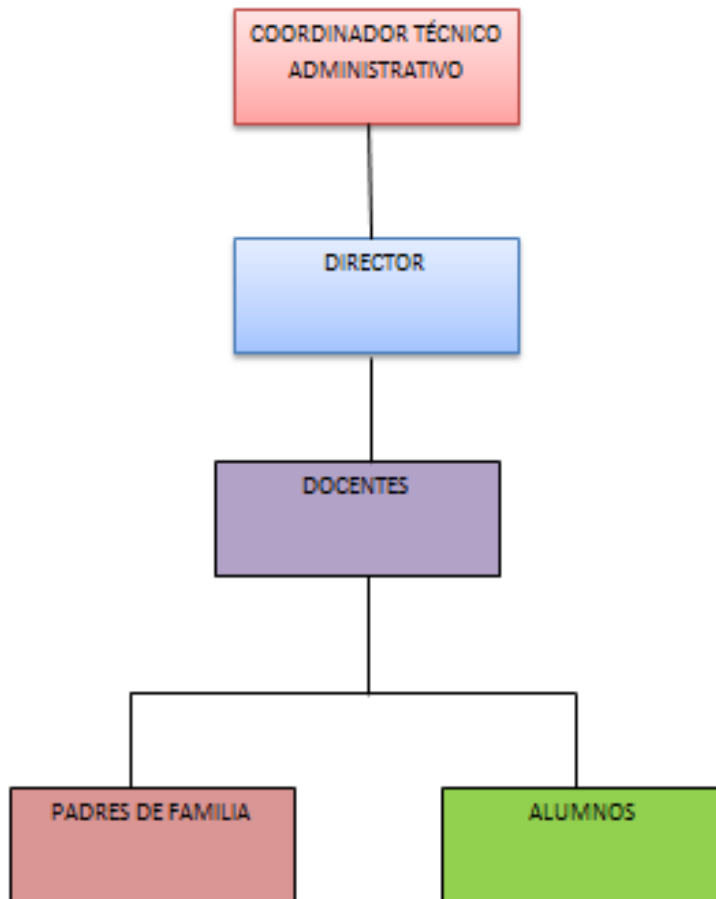 COORDINADOR TÉCNICO
ADMINISTRATIVO
DIRECTOR
DOCENTES
PADRES DE FAMILIA
ALUMNOS